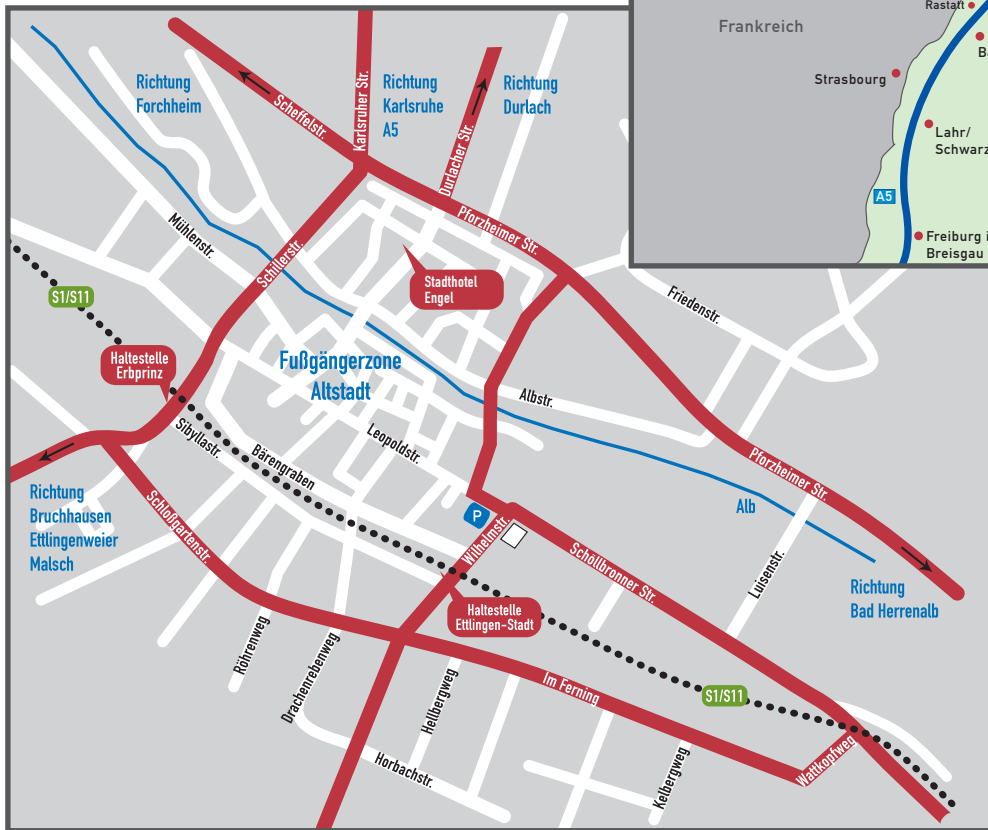 Rastatt
Frankreich
Strasbourg
Lahr/
A5
Freiburg
Breisgau
Richtung
Forchheim
Scheffelstr.
Karlsruher Str.
Richtung
Karlsruhe
A5
Richtung
Durlach
Durlacher Str.
Pforzheimer Str.
Mühlenstr.
Schillerstr.
Stadthotel
Engel
Friedenstr.
S1/S11
Haltestelle
Erbprinz
Fußgängerzone
Altstadt
Albstr.
Sibyllastr.
Bärengraben
Leopoldstr.
Pforzheimer Str.
Richtung
Bruchhausen
Ettlingenweier
Malsch
Schloßgartenstr.
P
Wilhelmstr.
Alb
Schöllbronner Str.
Luisenstr.
Richtung
Bad Herrenalb
Haltestelle
Ettlingen-Stadt
Röhrenweg
Drachenrebenweg
Hellbergweg
Im Ferning
S1/S11
Horbachstr.
Kelbergweg
Wattkopfweg